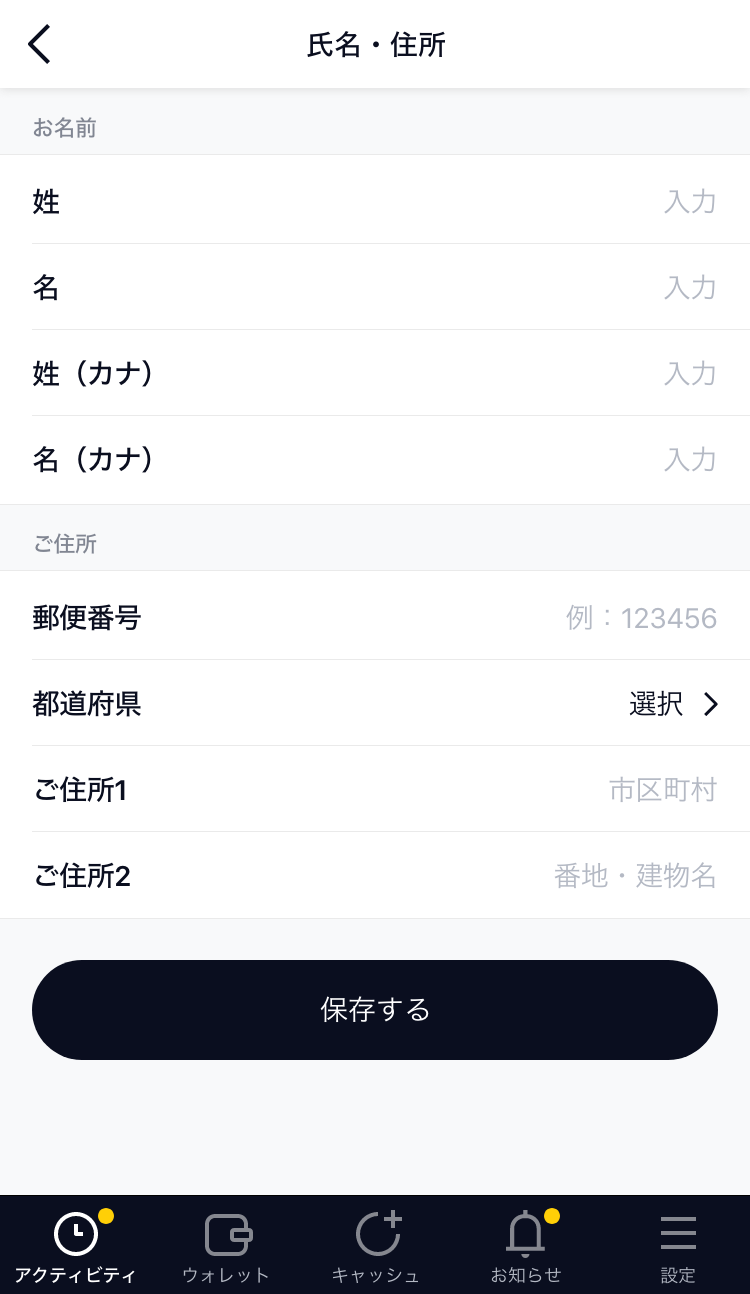 氏名・住所
お名前
姓 入力
名 入力
姓（カナ） 入力
名（カナ） 入力
ご住所
郵便番号 例：123456
都道府県 選択
ご住所1 市区町村
ご住所2 番地・建物名
保存する
アクティビティ ウォレット キャッシュ お知らせ 設定